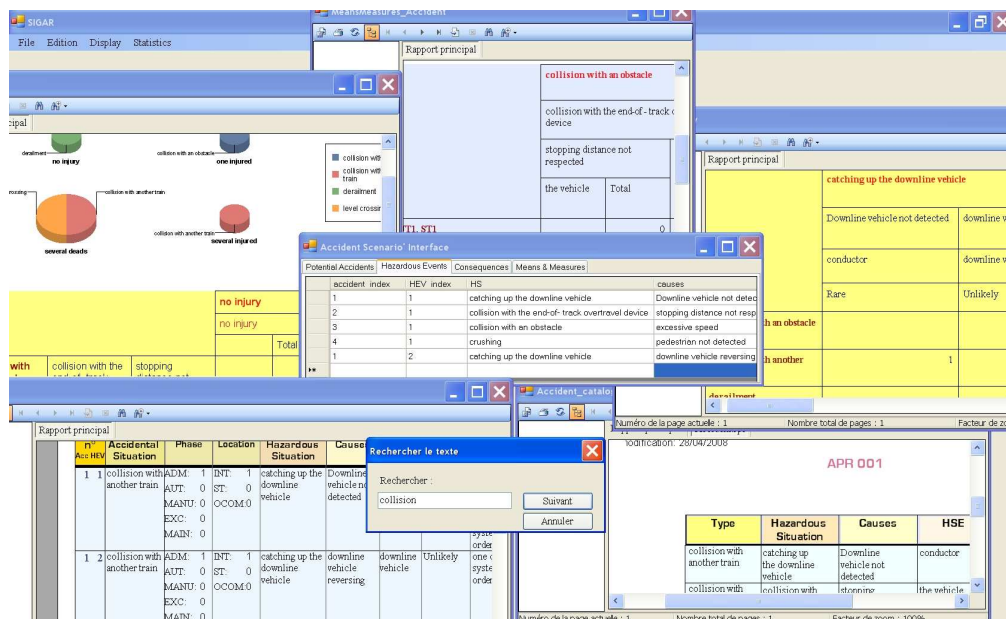 SIGAR
File Edition Display Statistics
MeansMeasures_Accident
Rapport principal
collision with an obstacle
collision with the end-of- track
device
stopping distance not
respected
the vehicle Total
T1. ST1 0
derailment
no injury
collision with an obstacle
one injured
crossing
collision with another train
several deads
collision with another train
several injured
collision with
collision with
train
derailment
level crossin
no injury
no injury
Total
with
collision with the
stopping
Rapport principal
catching up the downline vehicle
Downline vehicle not detected downline v
conductor downline v
Rare Unlikely
h an obstacle
h another 1
derailment
Numéro de la page actuelle : 1 Nombre total de pages : 1 Facteur de zo
Accident Scenario` Interface
Potential Accidents Hazardous Events Consequences Means & Measures
accident_index HEV_index HS causes
1 1 catching up the downline vehicle Downline vehicle not detec
2 1 collision with the end-of- track overtravel device stopping distance not resp
3 1 collision with an obstacle excessive speed
4 1 crushing pedestrian not detected
1 2 catching up the downline vehicle downline vehicle reversing
Rapport principal
n° Accidental Phase Location Hazardous Cause
Acc HEV Situation Situation
1 1 collision with ADM: 1 INT: 1 catching up the Downline
another train AUT: 0 ST: 0 downline vehicle no
MANU: 0 OCOM:0 vehicle detected
EXC: 0
MAIN: 0
syste
order
1 2 collision with ADM: 1 INT: 1 catching up the downline downline Unlikely one
another train AUT: 0 ST: 0 downline vehicle vehicle syste
MANU: 0 OCOM:0 vehicle reversing order
EXC: 0
MAIN: 0
Rechercher le texte
Rechercher :
collision
Suivant
Annuler
Accident_catalo
modification: 28/04/2008
APR 001
Type Hazardous Causes HSE
Situation
collision with catching up Downline conductor
another train the downline vehicle not
vehicle detected
collision with collision with stopping the vehicle
Numéro de la page actuelle : 1 Nombre total de pages : 1 Facteur de zoom : 100%